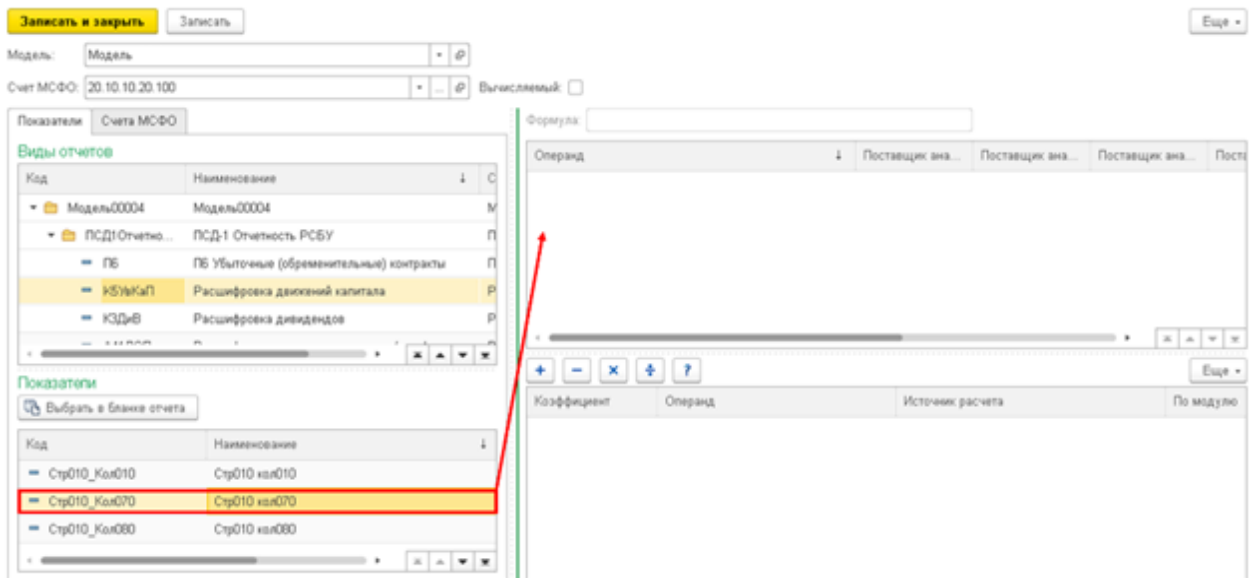 Записать и закрыть Записать Еще
Модель: Модель
Счет МСФО: 20.10.10.20.100 ... Вычисляемый:
Показатели Счета МСФО
Виды отчетов
Код Наименование С
Модель00004 Модель00004 М
ПСД1Отчетно... ПСД-1 Отчетность РСБУ П
П6 П6 Убыточные (обременительные) контракты П
КБУвКаП Расшифровка движений капитала Р
КЗДиВ Расшифровка дивидендов Р
Показатели
Выбрать в бланке отчета
Код Наименование
Стр010_Кол010 Стр010 кол010
Стр010_Кол070 Стр010 кол070
Стр010_Кол080 Стр010 кол080
Формула:
Операнд Поставщик ана... Поставщик ана... Поставщик ана... Поста
+ - × ÷ ? Еще
Коэффициент Операнд Источник расчета По модулю